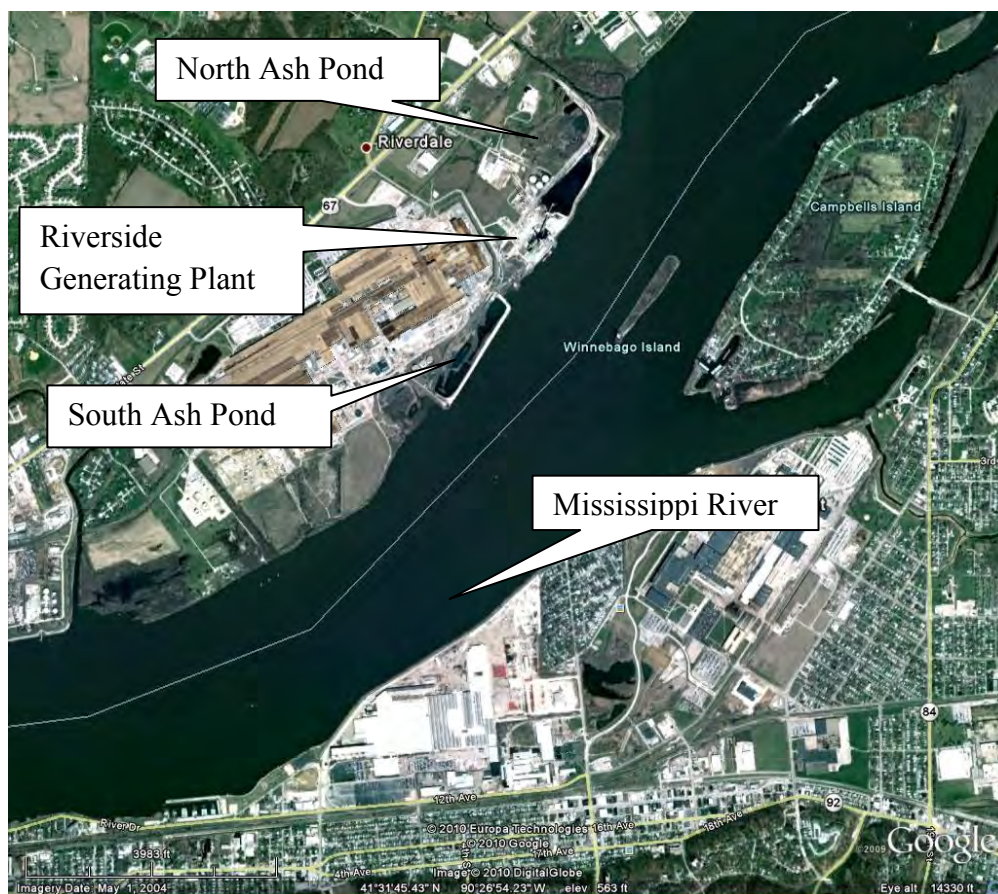 North Ash Pond
Riverdale
Campbells Island
67
Riverside
Generating Plant
Winnebago Island
South Ash Pond
3rd
Mississippi River
84
12th Ave
92
River Dr
© 2010 Europa Technologies
16th Ave
18th Ave
© 2010 Google
17th Ave
©2009 Google
3983 ft
4th Ave
Image © 2010 DigitalGlobe
Imagery Date: May 1, 2004
41°31'45.43" N 90°26'54.23" W elev 563 ft
Eye alt 14330 ft